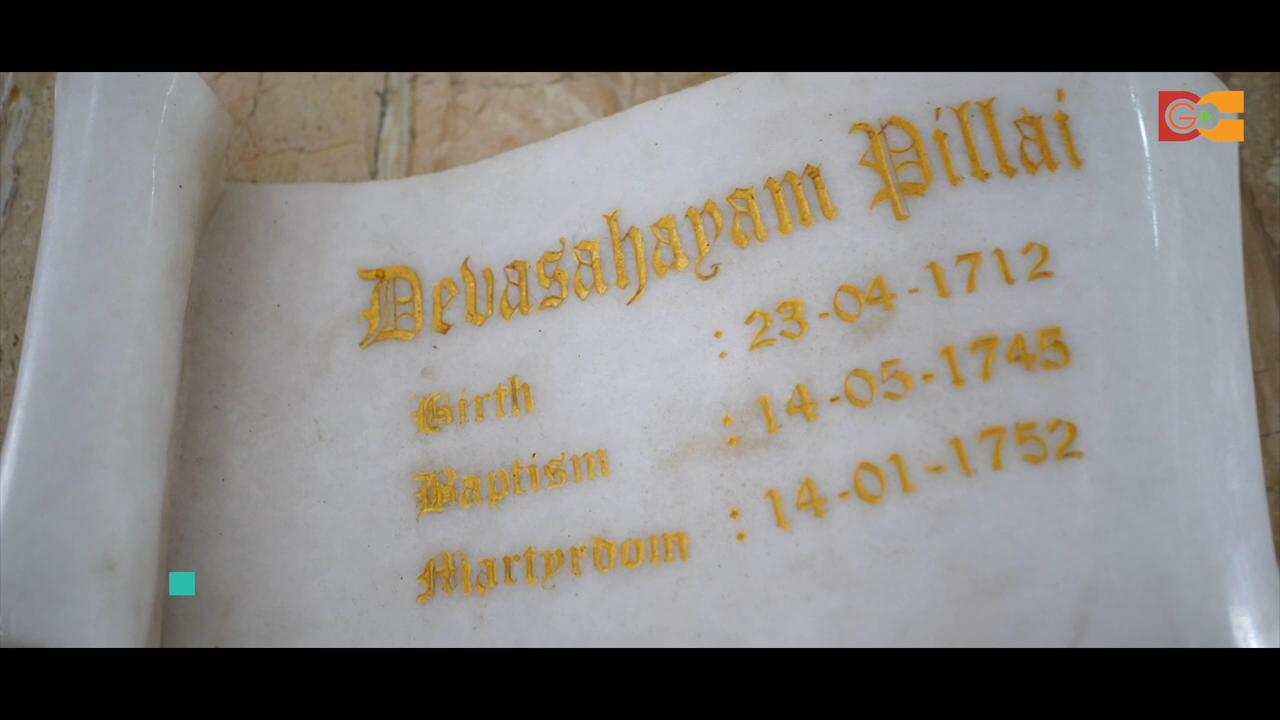 Devasahayam Pillai
Birth : 23-04-1712
Baptism : 14-05-1745
Martyrdom : 14-01-1752